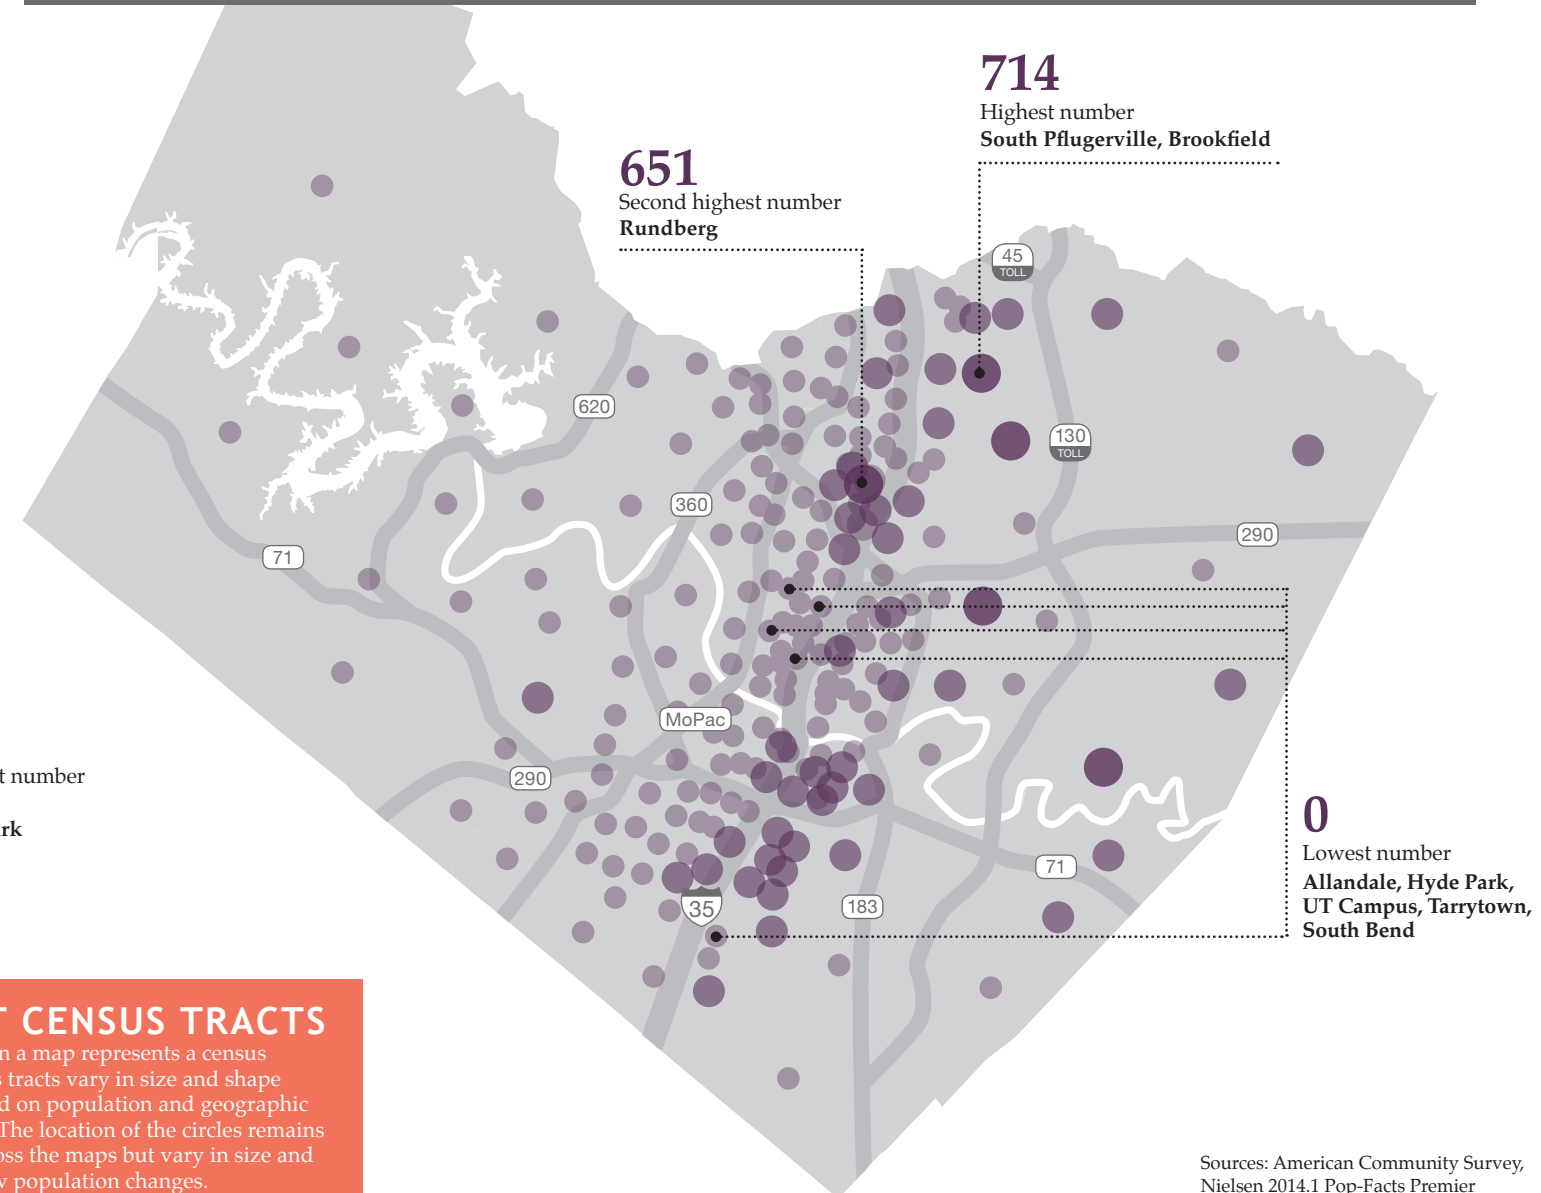 714
Highest number
South Pflugerville, Brookfield
651
Second highest number
Rundberg
45
TOLL
620
130
TOLL
360
290
71
MoPac
290
t number
rk
0
Lowest number
Allandale, Hyde Park,
UT Campus, Tarrytown,
South Bend
71
35
183
T CENSUS TRACTS
n a map represents a census
s tracts vary in size and shape
d on population and geographic
The location of the circles remains
oss the maps but vary in size and
w population changes.
Sources: American Community Survey,
Nielsen 2014.1 Pop-Facts Premier